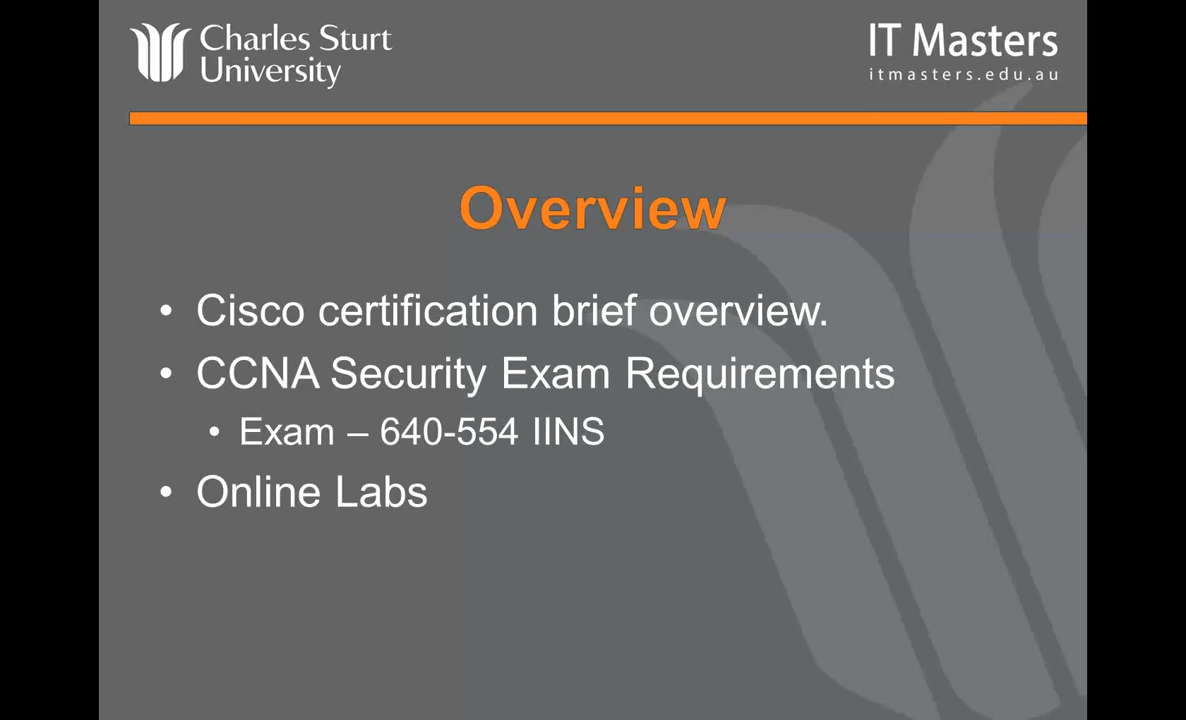 Charles Sturt
University
IT Masters
itmasters.edu.au
Overview
• Cisco certification brief overview.
• CCNA Security Exam Requirements
• Exam – 640-554 IINS
• Online Labs